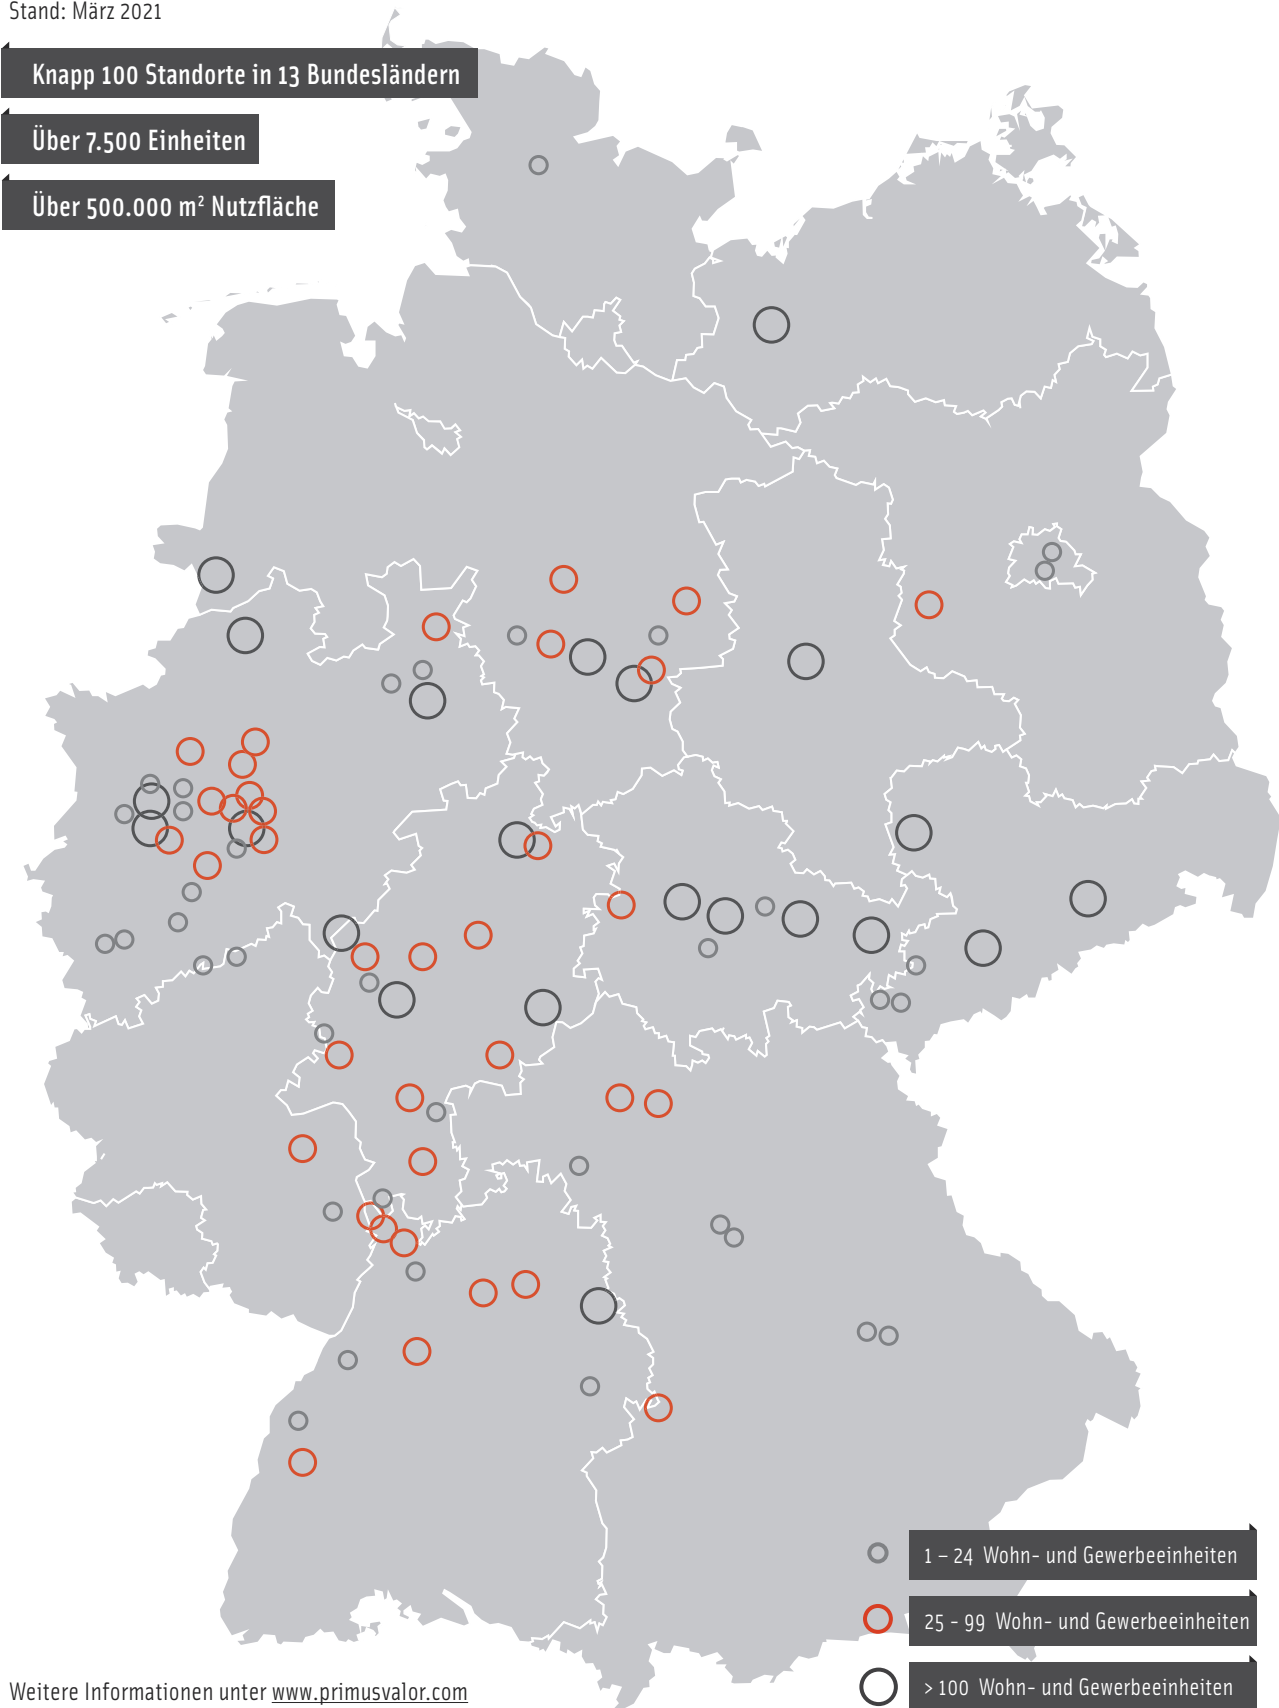 Stand: März 2021
Knapp 100 Standorte in 13 Bundesländern
Über 7.500 Einheiten
Über 500.000 m² Nutzfläche
1 – 24 Wohn- und Gewerbeeinheiten
25 - 99 Wohn- und Gewerbeeinheiten
> 100 Wohn- und Gewerbeeinheiten
Weitere Informationen unter www.primusvalor.com